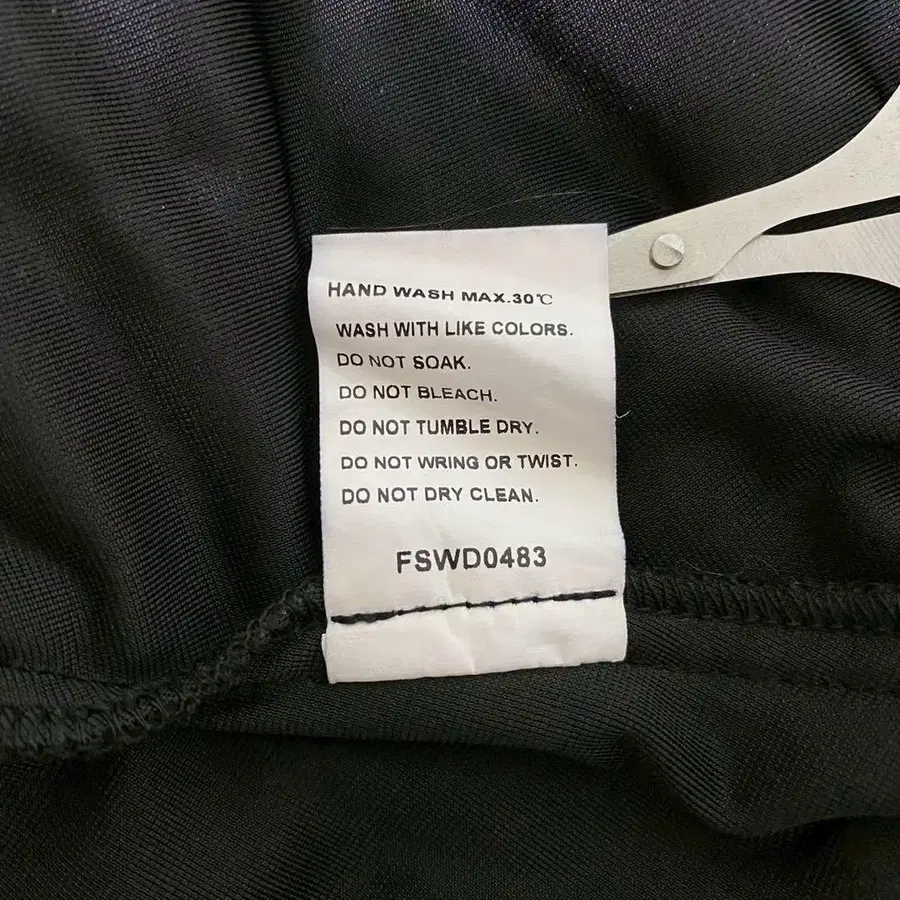 HAND WASH MAX.30℃
WASH WITH LIKE COLORS.
DO NOT SOAK.
DO NOT BLEACH.
DO NOT TUMBLE DRY.
DO NOT WRING OR TWIST.
DO NOT DRY CLEAN.
FSWD0483